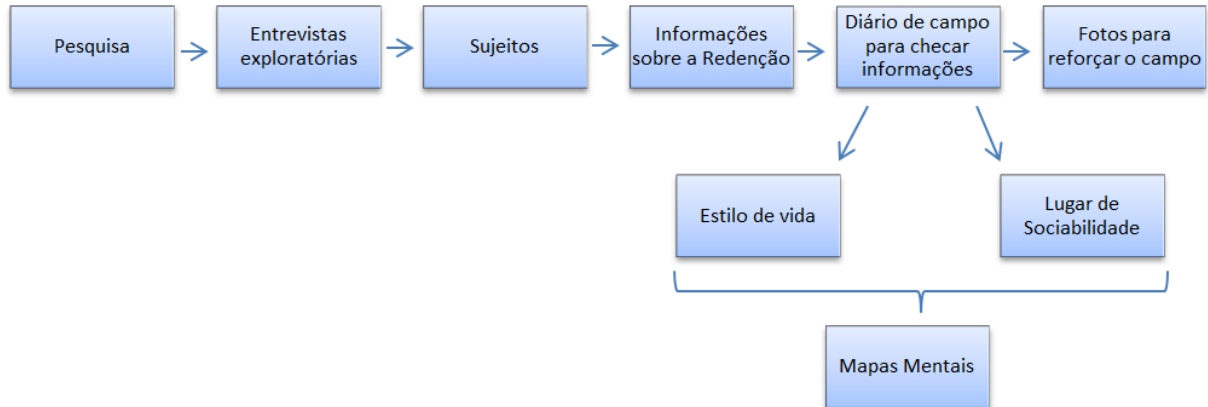 Pesquisa
Entrevistas
exploratórias
Sujeitos
Informações
sobre a Redenção
Diário de campo
para checar
informações
Fotos para
reforçar o campo
Estilo de vida
Lugar de
Sociabilidade
Mapas Mentais